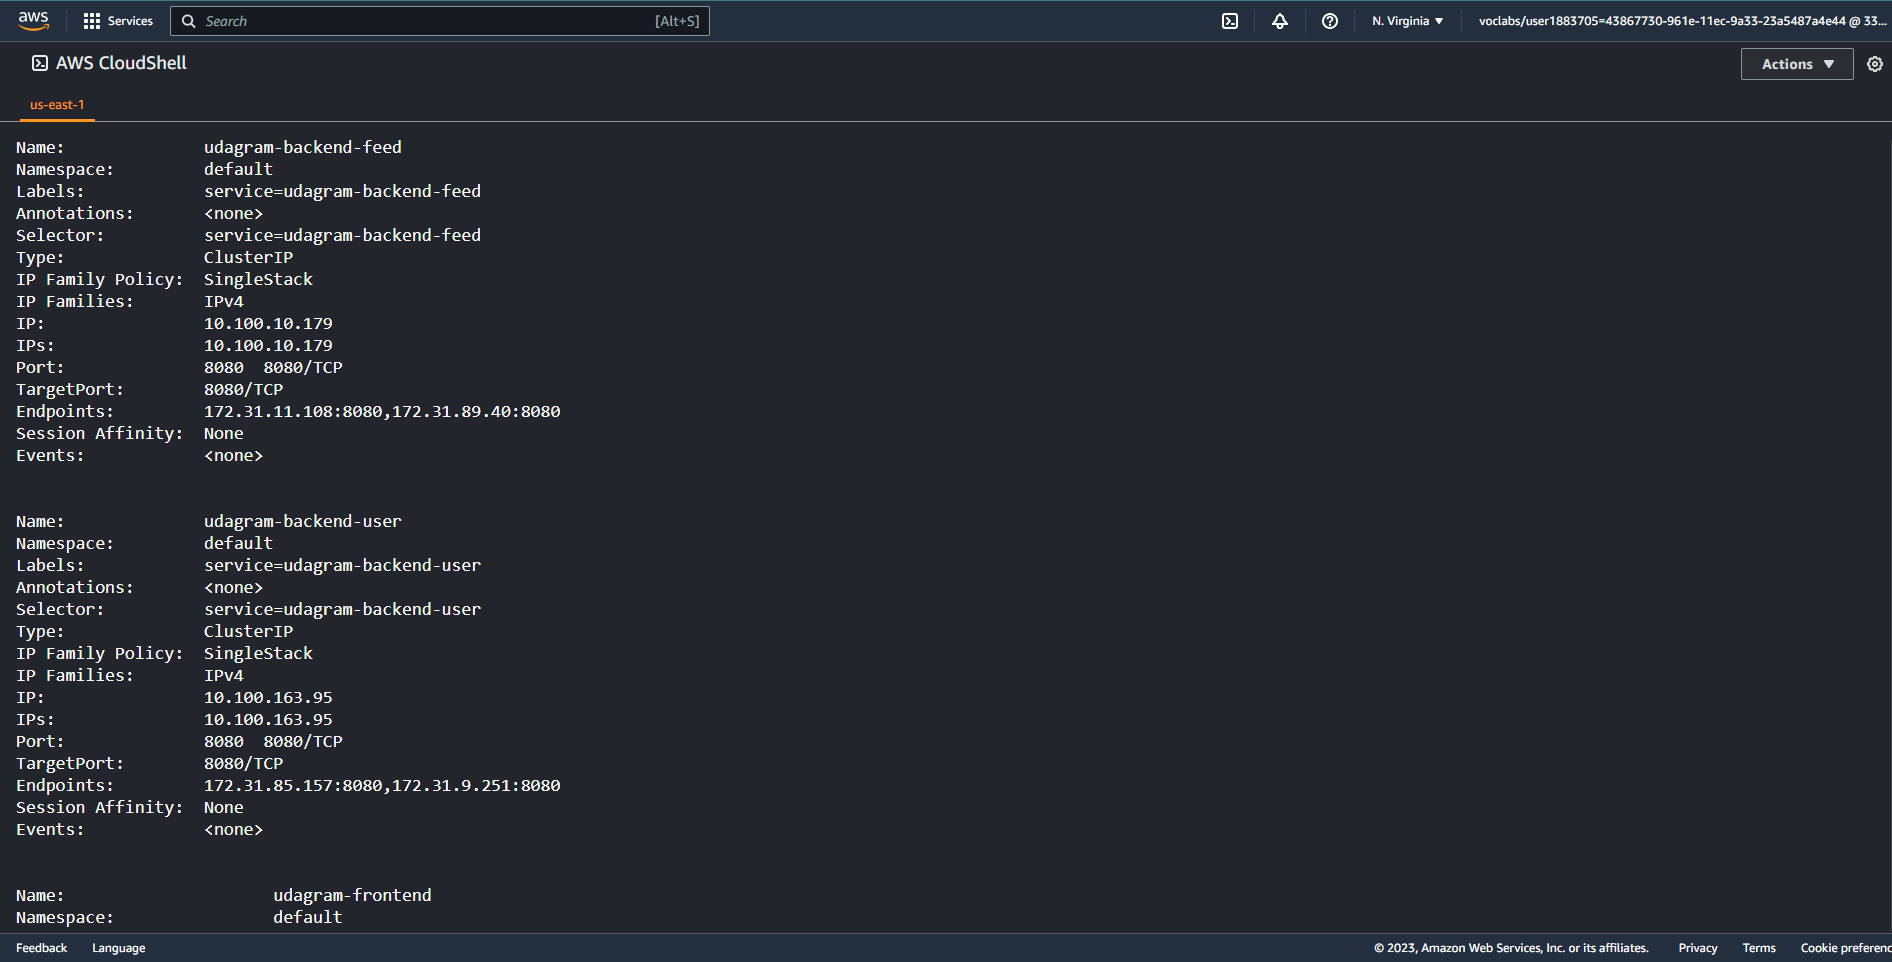 aws Services Search [Alt+S] N. Virginia ▼ voclabs/user1883705=43867730-961e-11ec-9a33-23a5487a4e44 @ 33...
AWS CloudShell Actions ▼
us-east-1
Name: udagram-backend-feed
Namespace: default
Labels: service=udagram-backend-feed
Annotations: <none>
Selector: service=udagram-backend-feed
Type: ClusterIP
IP Family Policy: SingleStack
IP Families: IPv4
IP: 10.100.10.179
IPs: 10.100.10.179
Port: 8080 8080/TCP
TargetPort: 8080/TCP
Endpoints: 172.31.11.108:8080,172.31.89.40:8080
Session Affinity: None
Events: <none>
Name: udagram-backend-user
Namespace: default
Labels: service=udagram-backend-user
Annotations: <none>
Selector: service=udagram-backend-user
Type: ClusterIP
IP Family Policy: SingleStack
IP Families: IPv4
IP: 10.100.163.95
IPs: 10.100.163.95
Port: 8080 8080/TCP
TargetPort: 8080/TCP
Endpoints: 172.31.85.157:8080,172.31.9.251:8080
Session Affinity: None
Events: <none>
Name: udagram-frontend
Namespace: default
Feedback Language © 2023, Amazon Web Services, Inc. or its affiliates. Privacy Terms Cookie preferenc